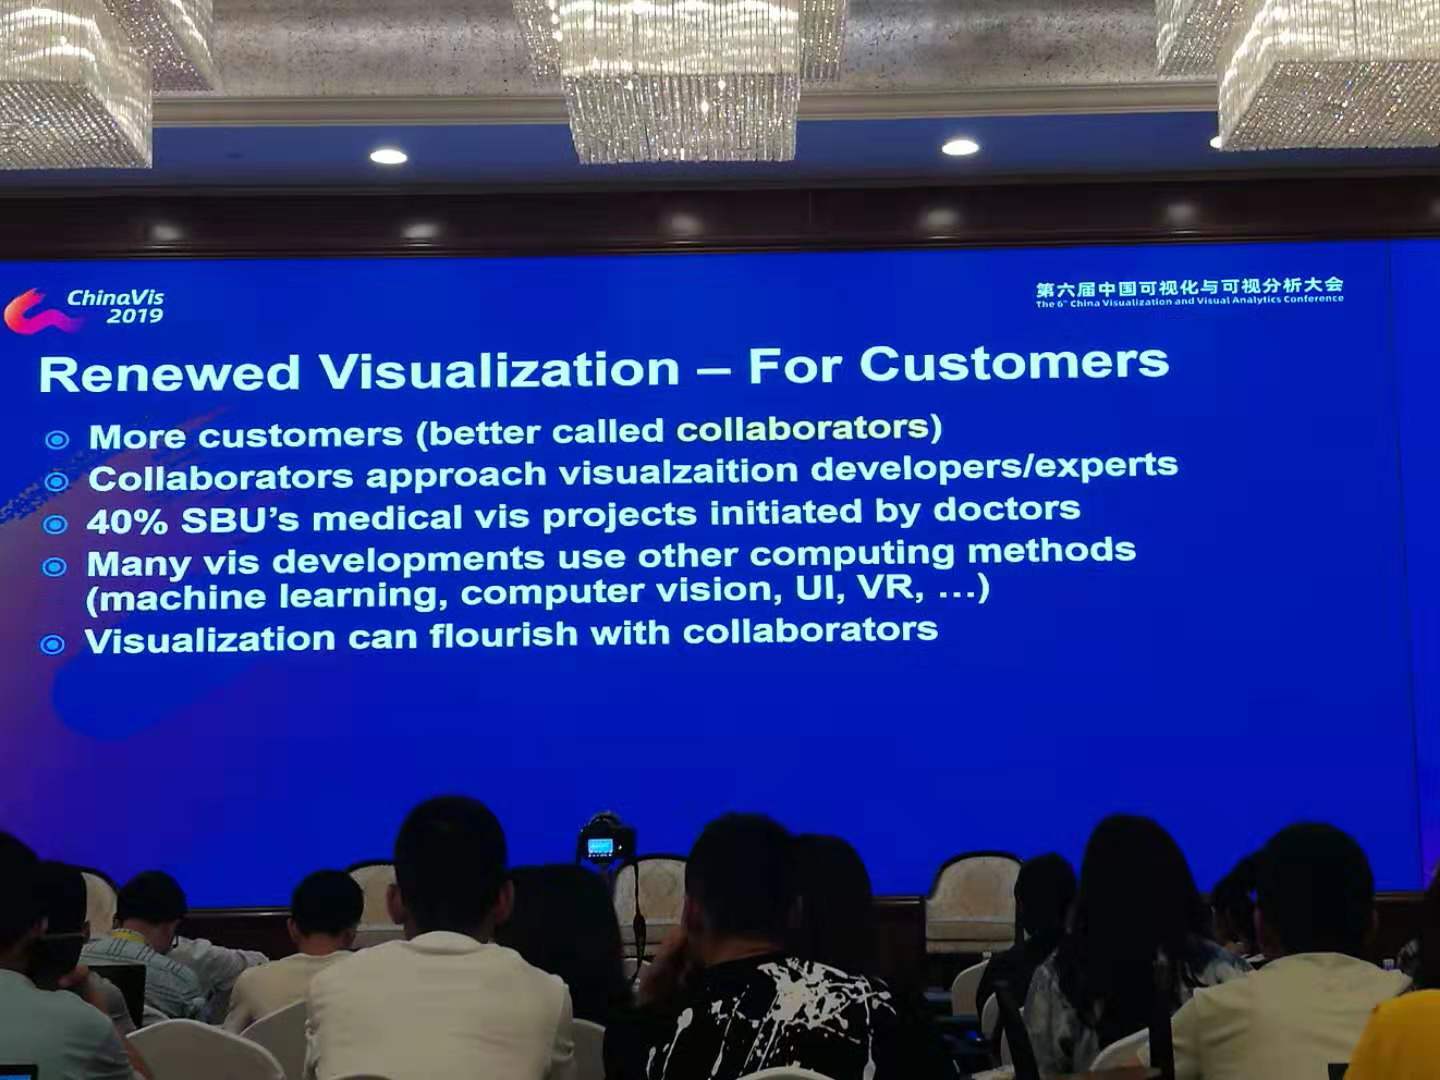 ChinaVis
2019
第六届中国可视化与可视分析大会
The 6th China Visualization and Visual Analytics Conference
Renewed Visualization – For Customers
More customers (better called collaborators)
Collaborators approach visualzaition developers/experts
40% SBU's medical vis projects initiated by doctors
Many vis developments use other computing methods
(machine learning, computer vision, UI, VR, ...)
Visualization can flourish with collaborators